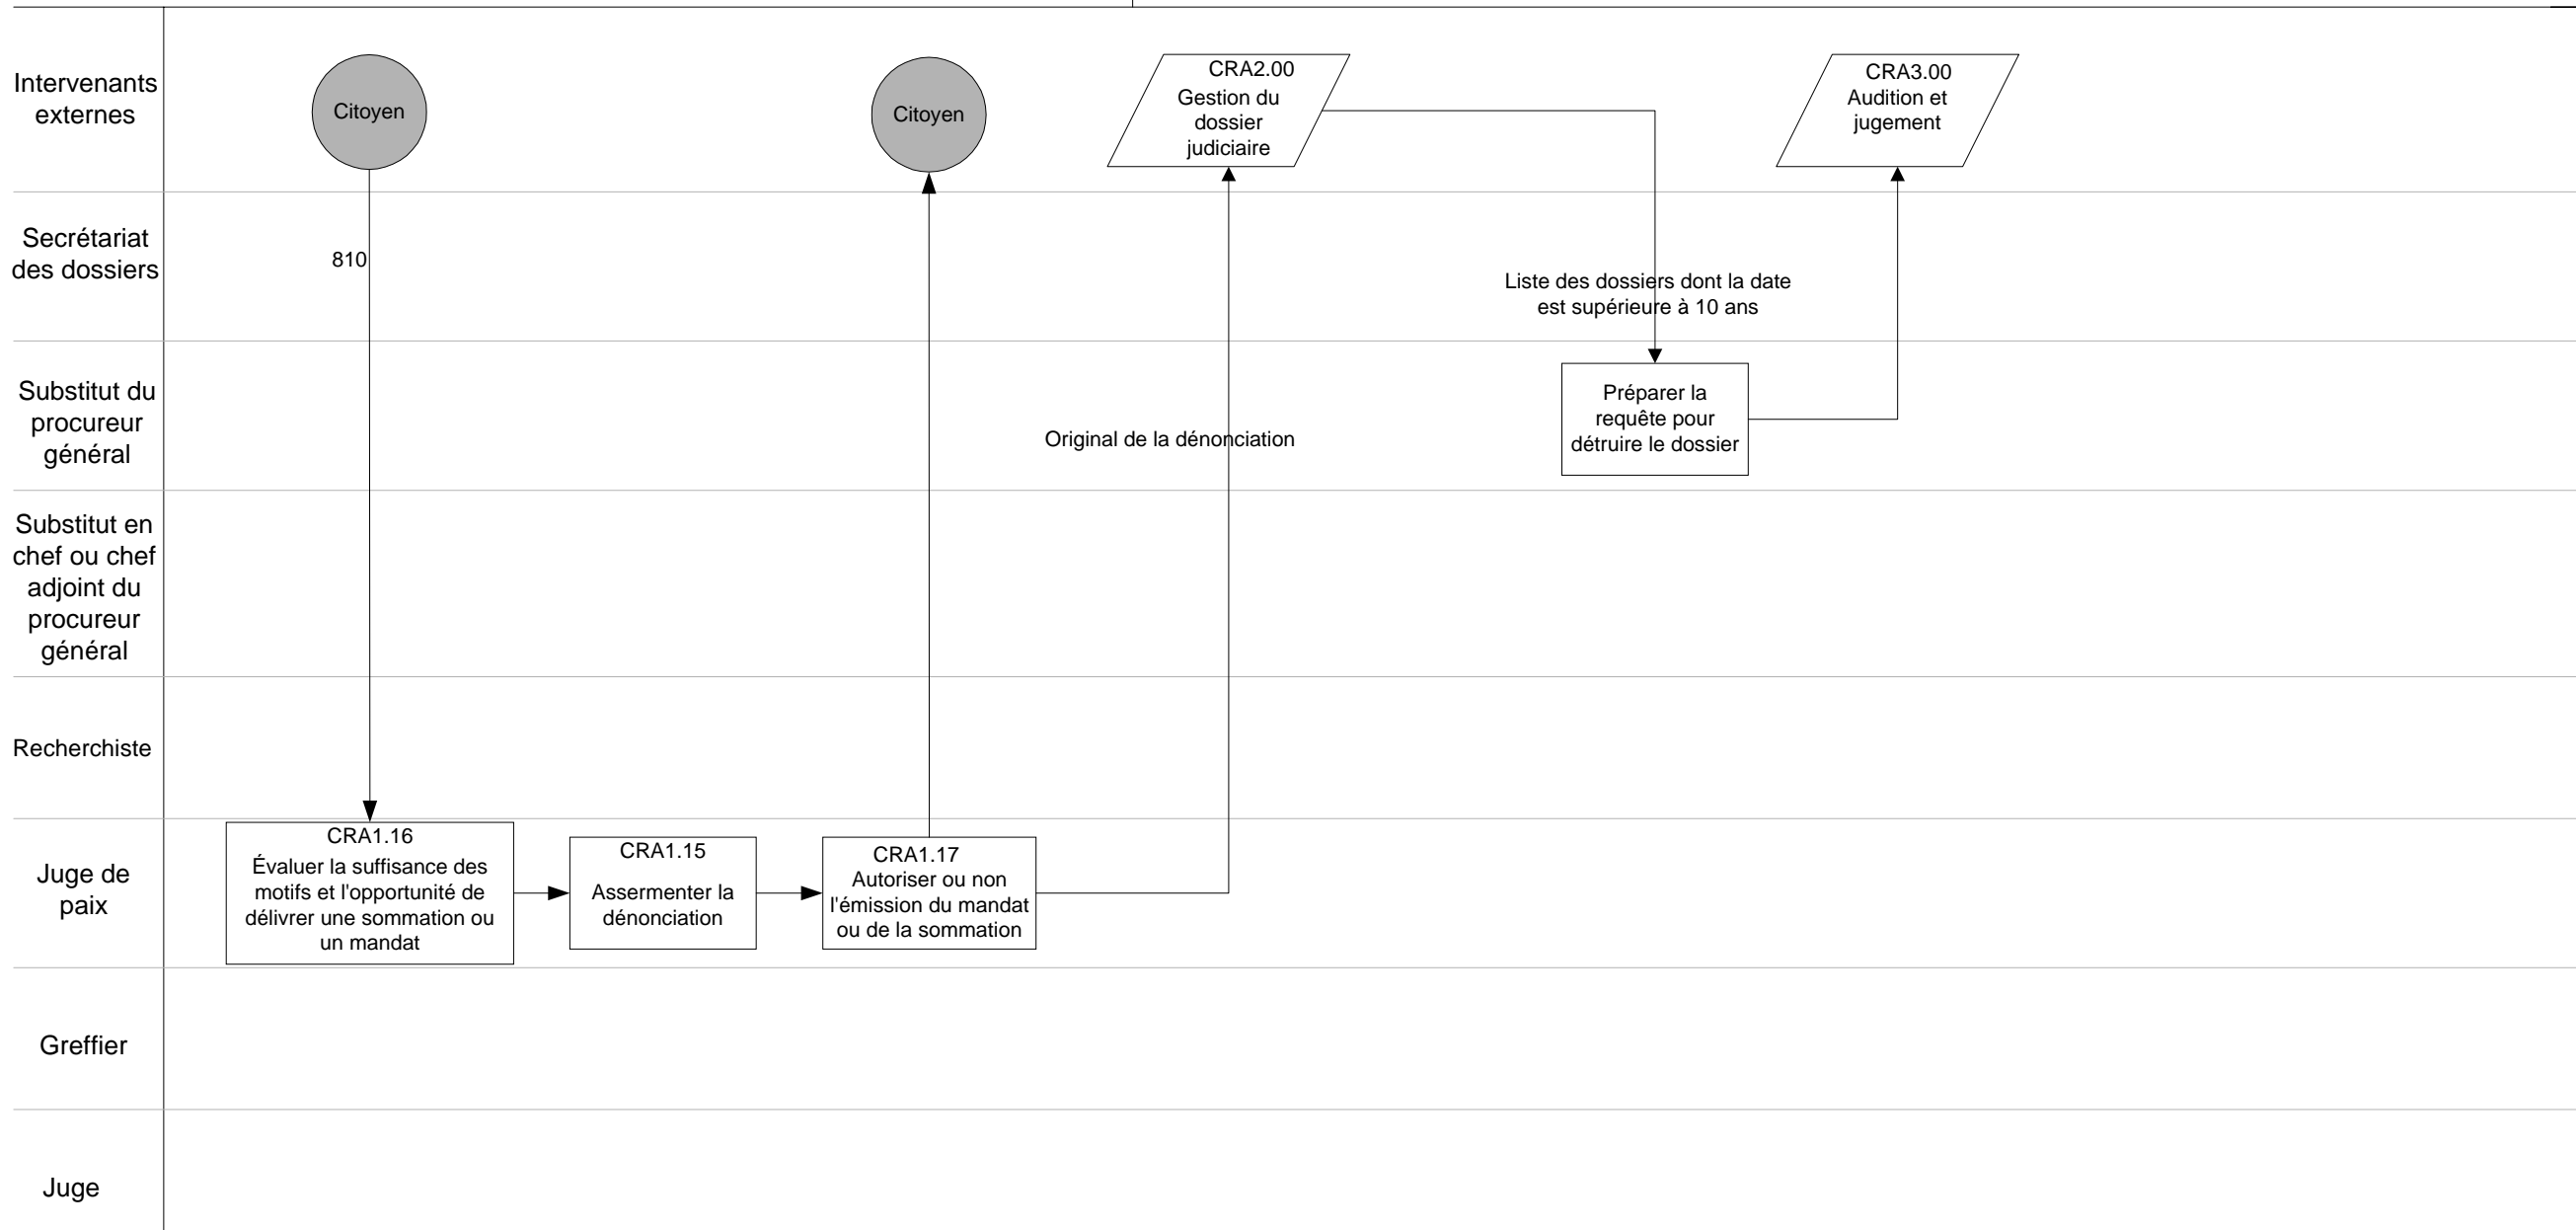 Intervenants
externes
Citoyen
Citoyen
CRA2.00
Gestion du
dossier
judiciaire
CRA3.00
Audition et
jugement
Secrétariat
des dossiers
810
Liste des dossiers dont la date
est supérieure à 10 ans
Substitut du
procureur
général
Original de la dénonciation
Préparer la
requête pour
détruire le dossier
Substitut en
chef ou chef
adjoint du
procureur
général
Recherchiste
Juge de
paix
CRA1.16
Évaluer la suffisance des
motifs et l'opportunité de
délivrer une sommation ou
un mandat
CRA1.15
Assermenter la
dénonciation
CRA1.17
Autoriser ou non
l'émission du mandat
ou de la sommation
Greffier
Juge